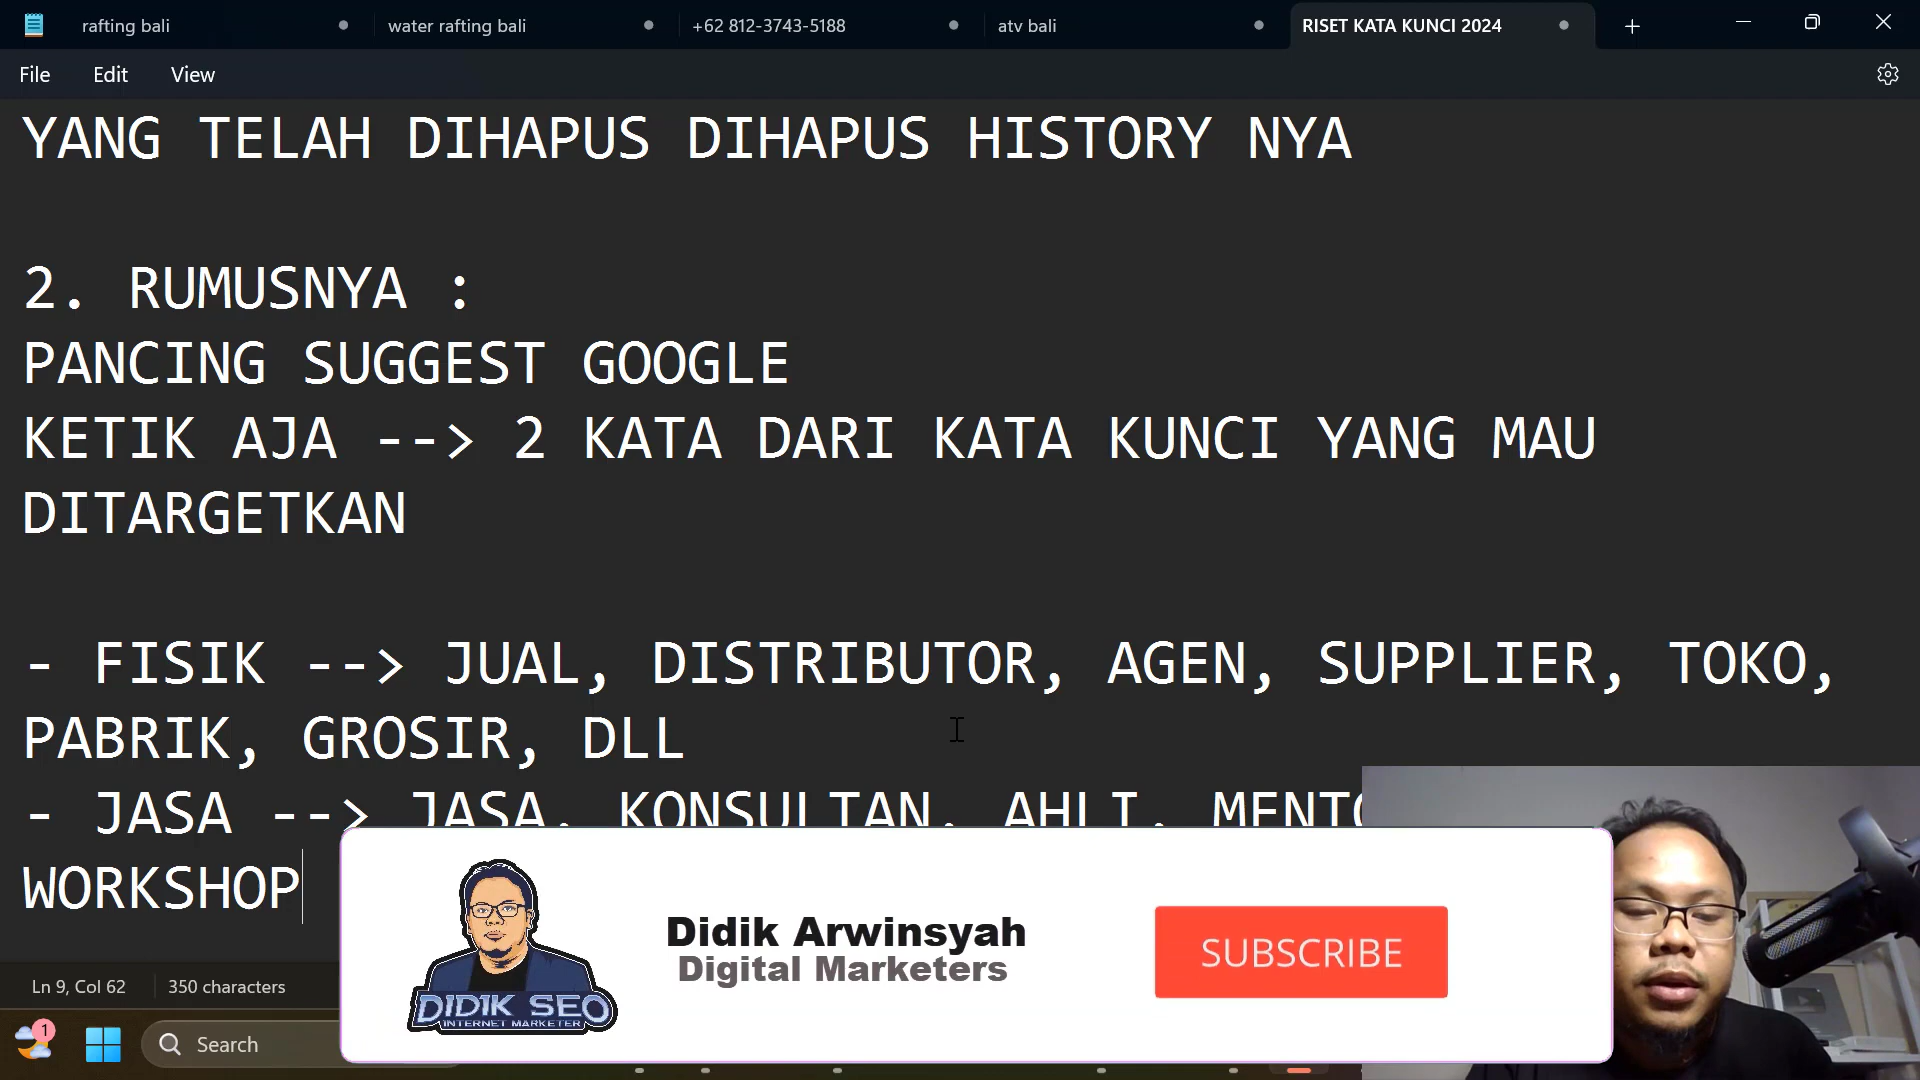 rafting bali
water rafting bali
+62 812-3743-5188
atv bali
RISET KATA KUNCI 2024
File Edit View
YANG TELAH DIHAPUS DIHAPUS HISTORY NYA
2. RUMUSNYA :
PANCING SUGGEST GOOGLE
KETIK AJA --> 2 KATA DARI KATA KUNCI YANG MAU
DITARGETKAN
- FISIK --> JUAL, DISTRIBUTOR, AGEN, SUPPLIER, TOKO,
PABRIK, GROSIR, DLL
- JASA --> JASA, KONSULTAN, AHLI,
WORKSHOP
Didik Arwinsyah
Digital Marketers
SUBSCRIBE
DIDIK SEO
INTERNET MARKETER
Ln 9, Col 62
350 characters
1
Search